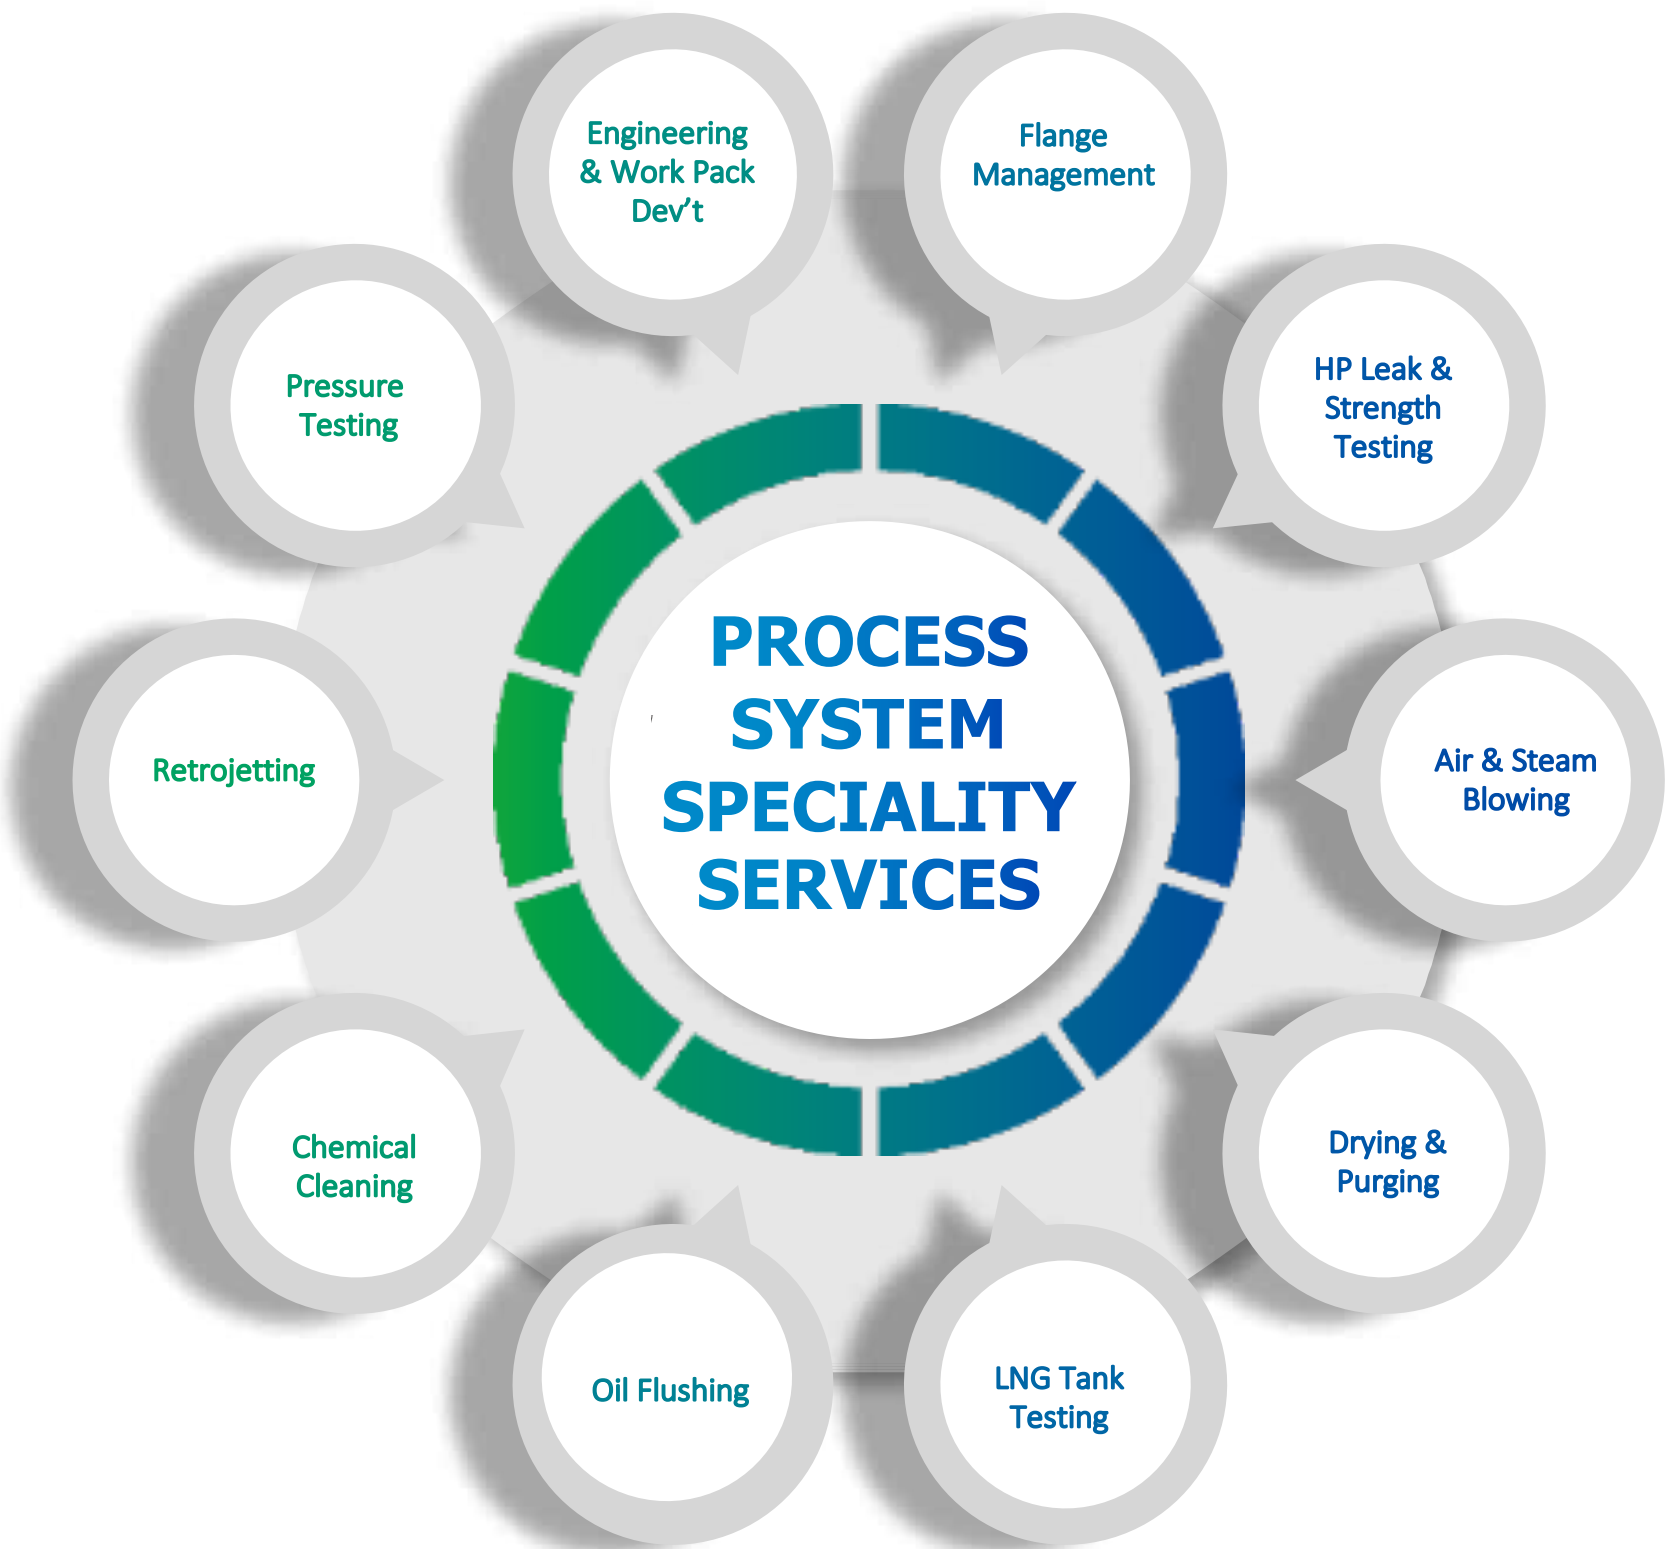 Engineering
& Work Pack
Dev’t
Flange
Management
HP Leak &
Strength
Testing
Air & Steam
Blowing
Drying &
Purging
LNG Tank
Testing
Oil Flushing
Chemical
Cleaning
Retrojetting
Pressure
Testing
PROCESS
SYSTEM
SPECIALITY
SERVICES